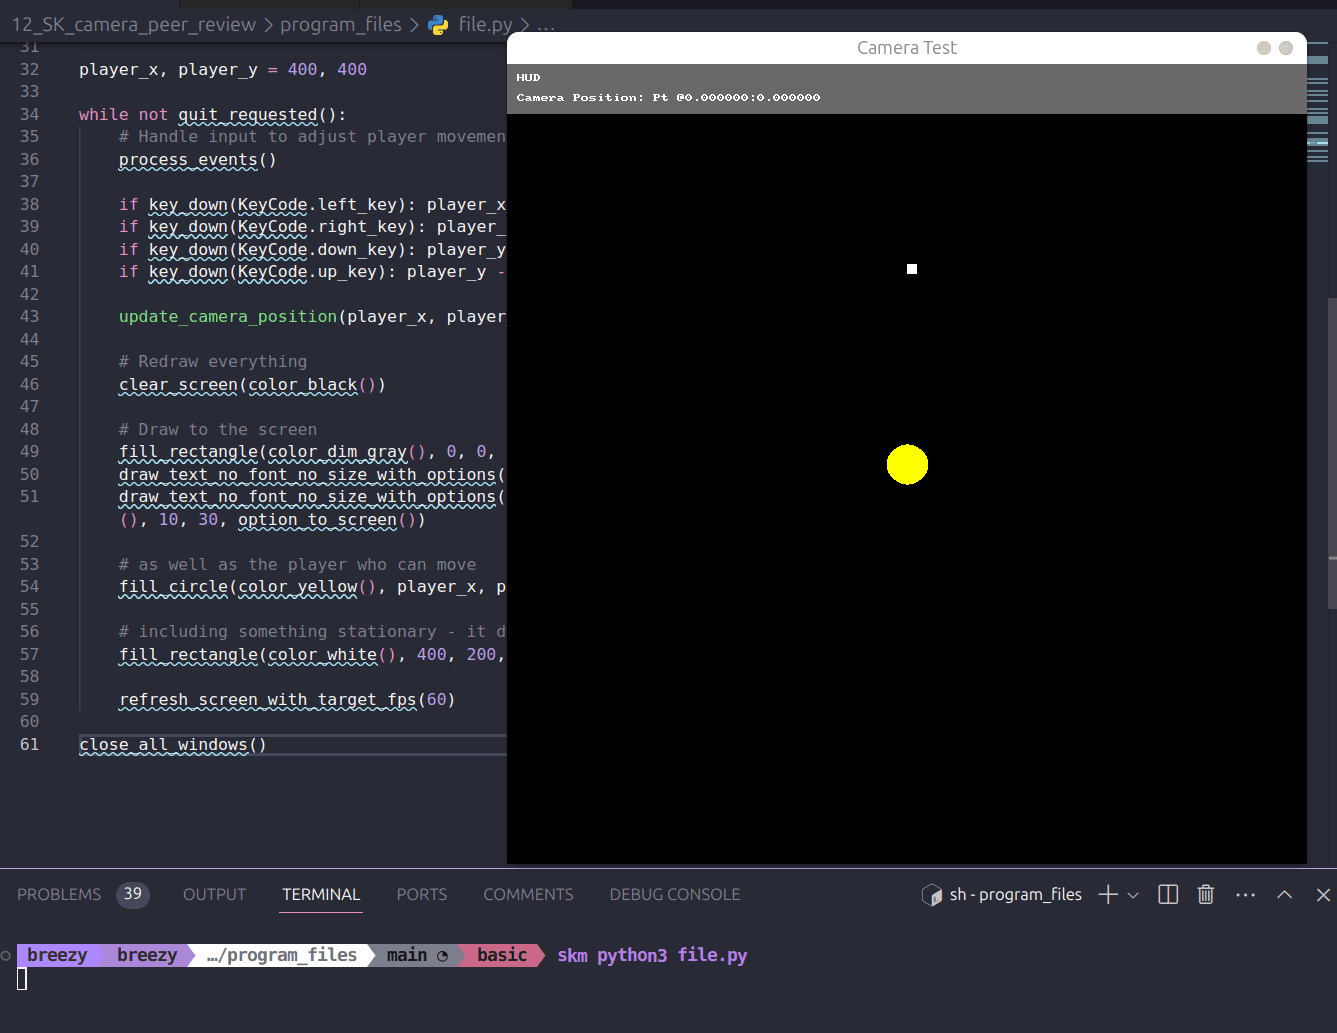 12_SK_camera_peer_review > program_files > file.py > ...
31
32 player_x, player_y = 400, 400
33
34 while not quit_requested():
35 # Handle input to adjust player movemen
36 process_events()
37
38 if key_down(KeyCode.left_key): player_x
39 if key_down(KeyCode.right_key): player_
40 if key_down(KeyCode.down_key): player_y
41 if key_down(KeyCode.up_key): player_y -
42
43 update_camera_position(player_x, player_
44
45 # Redraw everything
46 clear_screen(color_black())
47
48 # Draw to the screen
49 fill_rectangle(color_dim_gray(), 0, 0,
50 draw_text_no_font_no_size_with_options(
51 draw_text_no_font_no_size_with_options(
(), 10, 30, option_to_screen())
52
53 # as well as the player who can move
54 fill_circle(color_yellow(), player_x, p
55
56 # including something stationary - it d
57 fill_rectangle(color_white(), 400, 200,
58
59 refresh_screen_with_target_fps(60)
60
61 close_all_windows()
Camera Test
HUD
Camera Position: Pt @0.000000:0.000000
PROBLEMS 39 OUTPUT TERMINAL PORTS COMMENTS DEBUG CONSOLE sh - program_files
breezy breezy …/program_files main basic skm python3 file.py